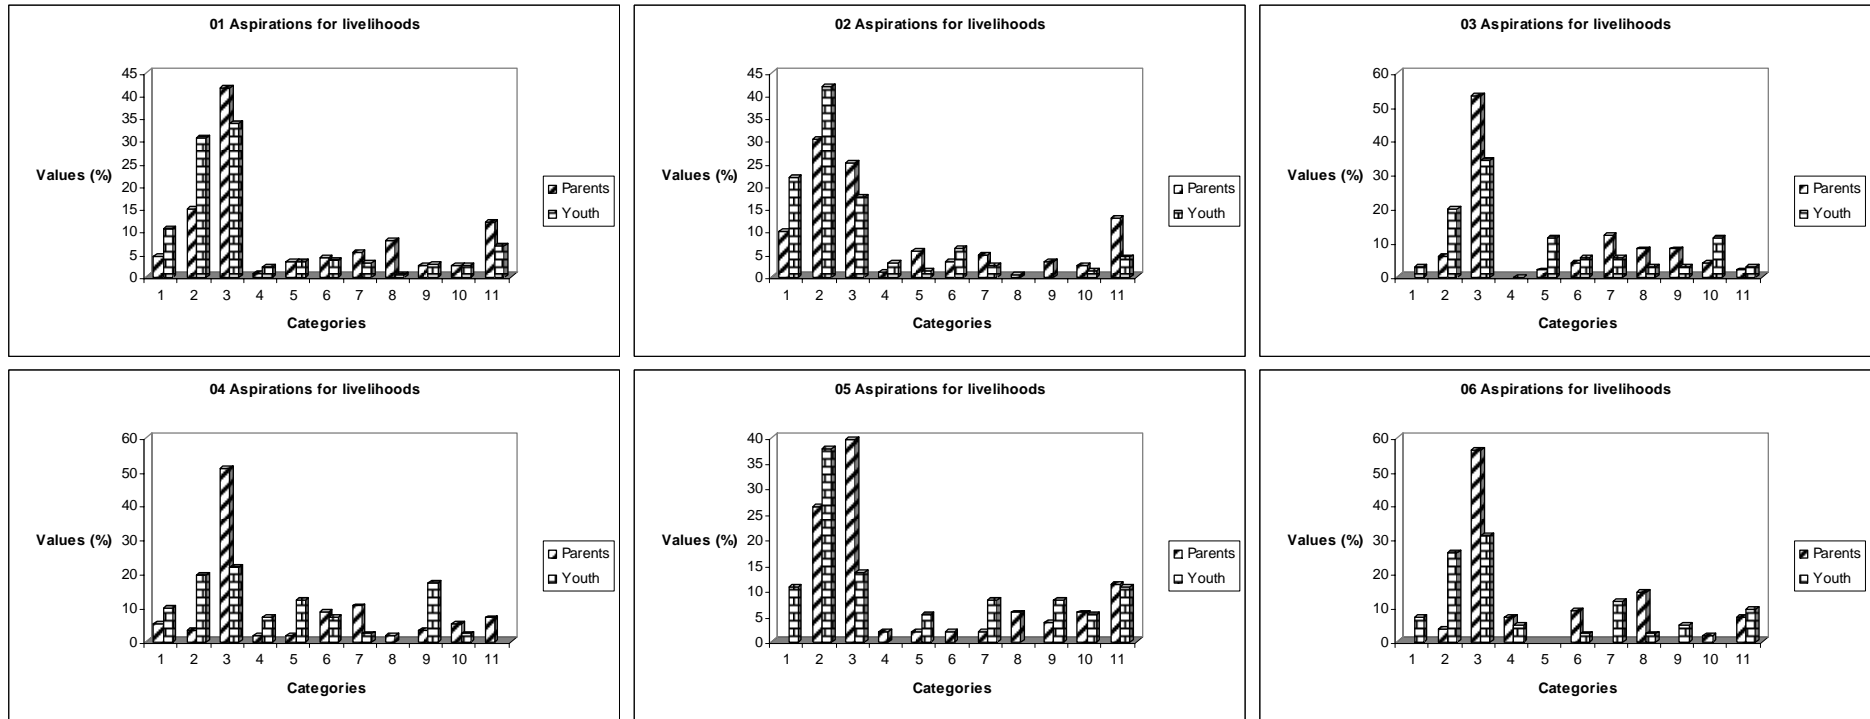 01 Aspirations for livelihoods
45
40
35
30
25
20
15
10
5
0
Values (%)
1 2 3 4 5 6 7 8 9 10 11
Categories
Parents
Youth
02 Aspirations for livelihoods
45
40
35
30
25
20
15
10
5
0
Values (%)
1 2 3 4 5 6 7 8 9 10 11
Categories
Parents
Youth
03 Aspirations for livelihoods
60
50
40
30
20
10
0
Values (%)
1 2 3 4 5 6 7 8 9 10 11
Categories
Parents
Youth
04 Aspirations for livelihoods
60
50
40
30
20
10
0
Values (%)
1 2 3 4 5 6 7 8 9 10 11
Categories
Parents
Youth
05 Aspirations for livelihoods
40
35
30
25
20
15
10
5
0
Values (%)
1 2 3 4 5 6 7 8 9 10 11
Categories
Parents
Youth
06 Aspirations for livelihoods
60
50
40
30
20
10
0
Values (%)
1 2 3 4 5 6 7 8 9 10 11
Categories
Parents
Youth